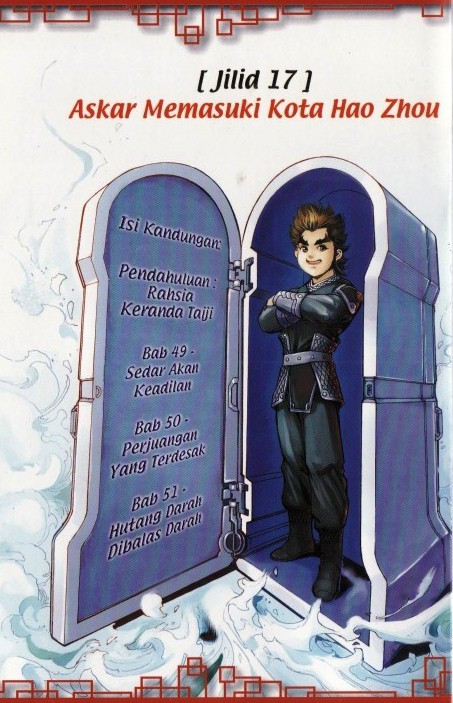 [ Jilid 17 ]
Askar Memasuki Kota Hao Zhou
Isi Kandungan:
Pendahuluan :
Rahsia
Keranda Taiji
Bab 49 -
Sedar Akan
Keadilan
Bab 50 -
Perjuangan
Yang Terdesak
Bab 51 -
Hutang Darah
Dibalas Darah